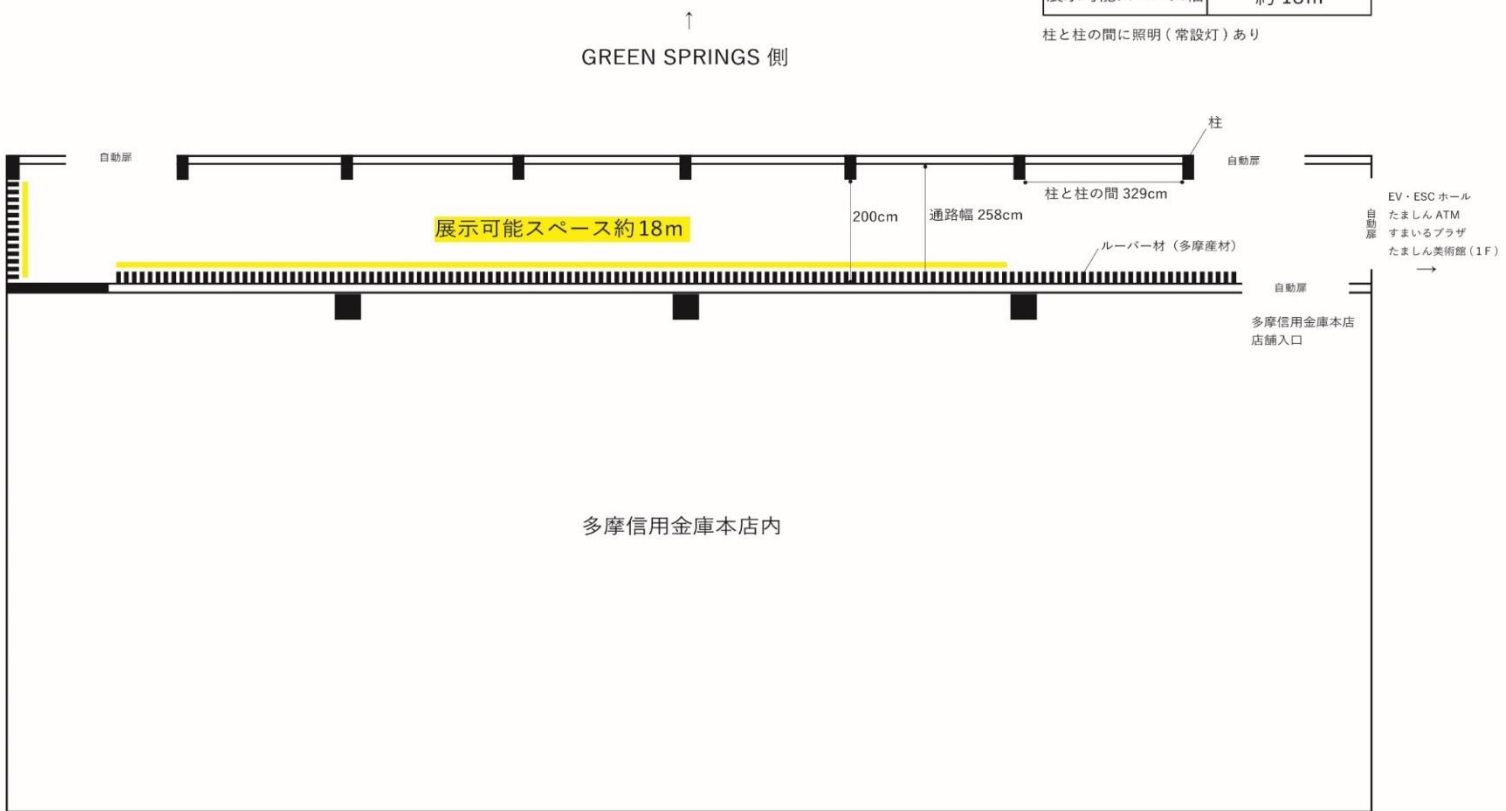 約 18m
柱と柱の間に照明 ( 常設灯 ) あり
↑
GREEN SPRINGS 側
柱
自動扉
自動扉
柱と柱の間 329cm
200cm
通路幅 258cm
展示可能スペース約18m
ルーバー材（多摩産材）
自動扉
EV・ESC ホール
たましん ATM
すまいるプラザ
たましん美術館 ( 1F )
→
自動扉
多摩信用金庫本店
店舗入口
多摩信用金庫本店内